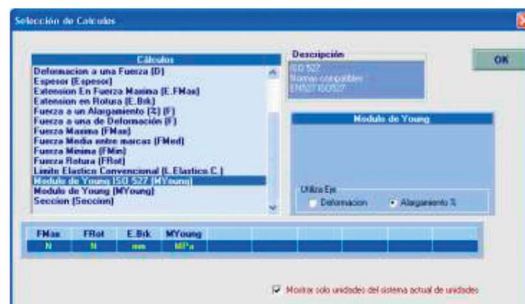 Selección de Calculos
Cálculos
Deformacion a una Fuerza (D)
Espesor (Espesor)
Extension En Fuerza Maxima (E.FMax)
Extension en Rotura (E.Brk)
Fuerza a un Alargamiento (%) (F)
Fuerza a una de Deformación (F)
Fuerza Maxima (FMax)
Fuerza Media entre marcas (FMed)
Fuerza Minima (FMin)
Fuerza Rotura (FRot)
Limite Elastico Convencional (L.Elastico.C.)
Modulo de Young ISO 527 (MYoung)
Modulo de Young (MYoung)
Seccion (Seccion)
Descripción
ISO 527
Normas compatibles
EN527 ISO527
OK
Modulo de Young
Utiliza Eje
Deformacion
Alargamiento %
FMax FRot E.Brk MYoung
N N mm MPa
Mostrar solo unidades del sistema actual de unidades